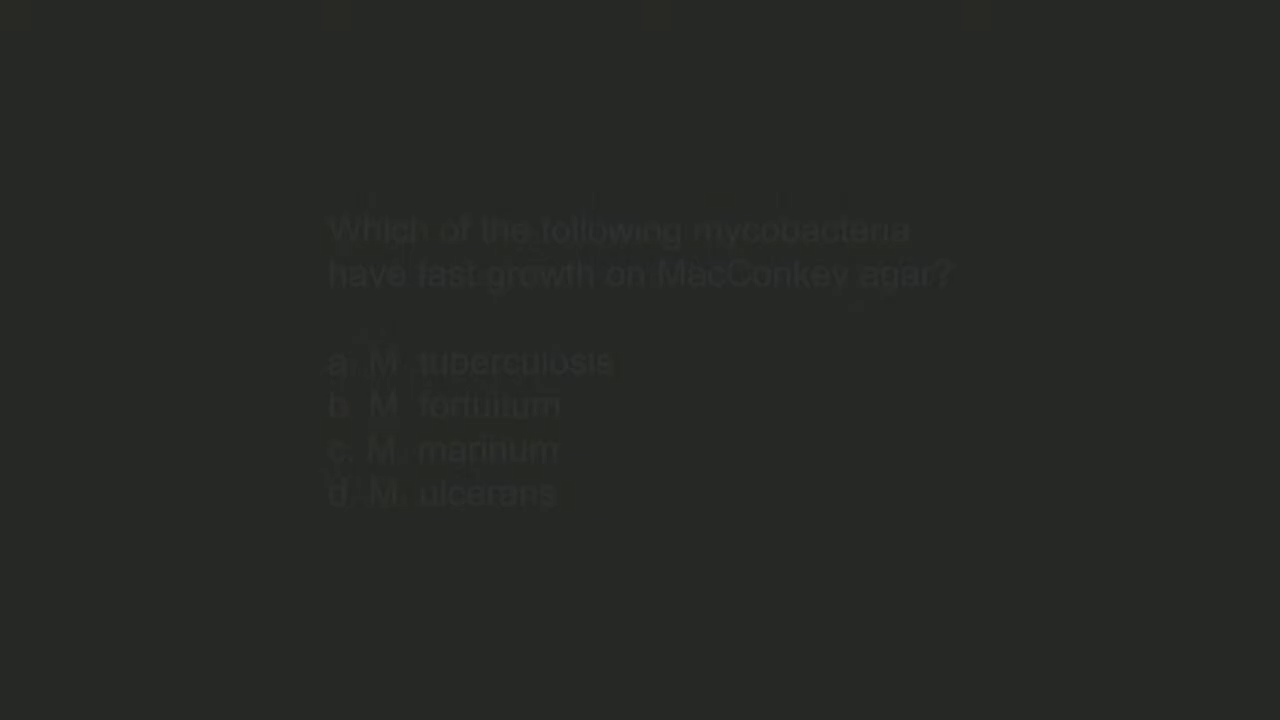 Which of the following mycobacteria
have fast growth on MacConkey agar?
a. M. tuberculosis
b. M. fortuitum
c. M. marinum
d. M. ulcerans